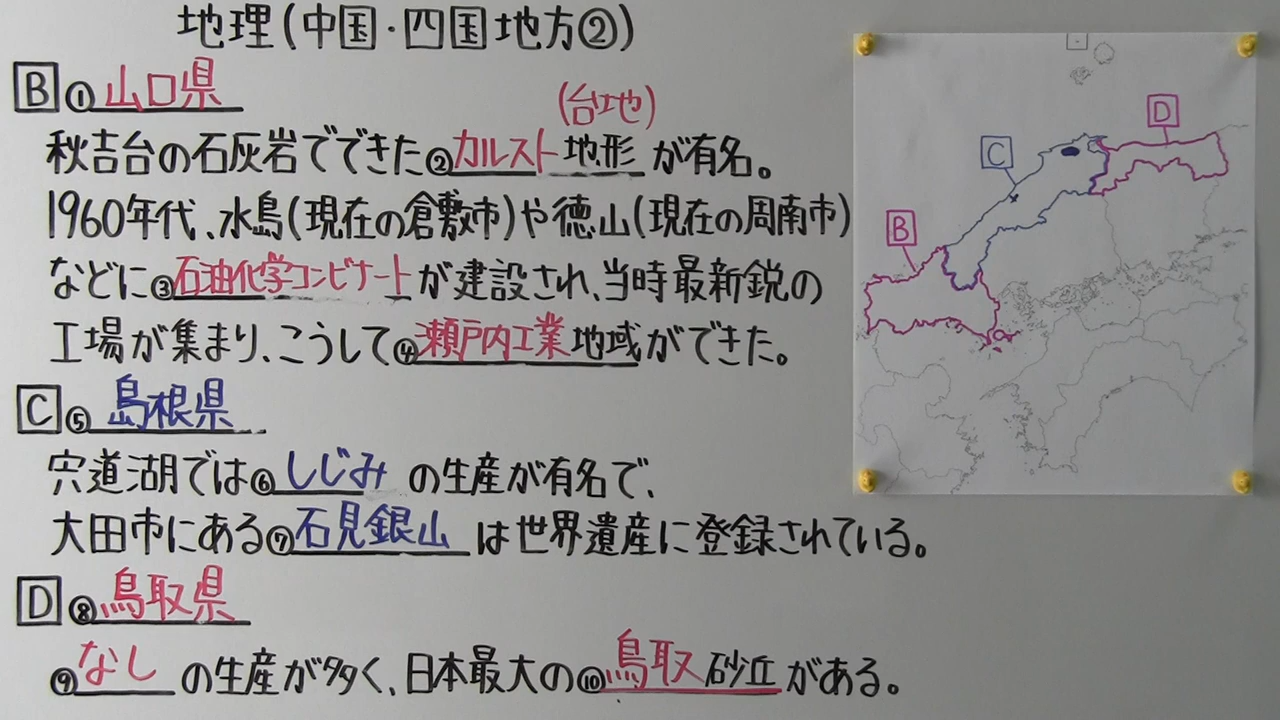 地理(中国・四国地方②)
B ①山口県
(台地)
秋吉台の石灰岩でできた②カルスト地形が有名。
1960年代、水島(現在の倉敷市)や徳山(現在の周南市)
などに③石油化学コンビナートが建設され、当時最新鋭の
工場が集まり、こうして④瀬戸内工業地域ができた。
C ⑤島根県
宍道湖では⑥しじみの生産が有名で、
大田市にある⑦石見銀山は世界遺産に登録されている。
D ⑧鳥取県
⑨なしの生産が多く、日本最大の⑩鳥取砂丘がある。
D
C
B